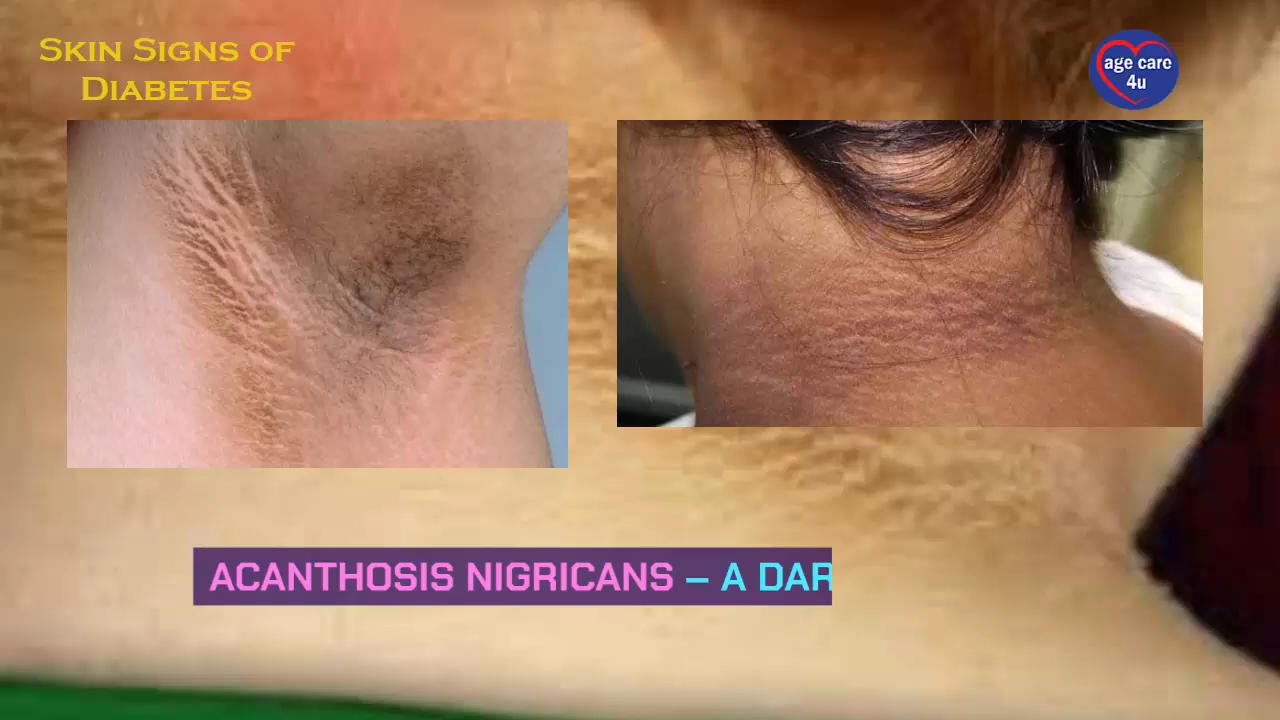 Skin Signs of
Diabetes
age care
4u
ACANTHOSIS NIGRICANS – A DAR